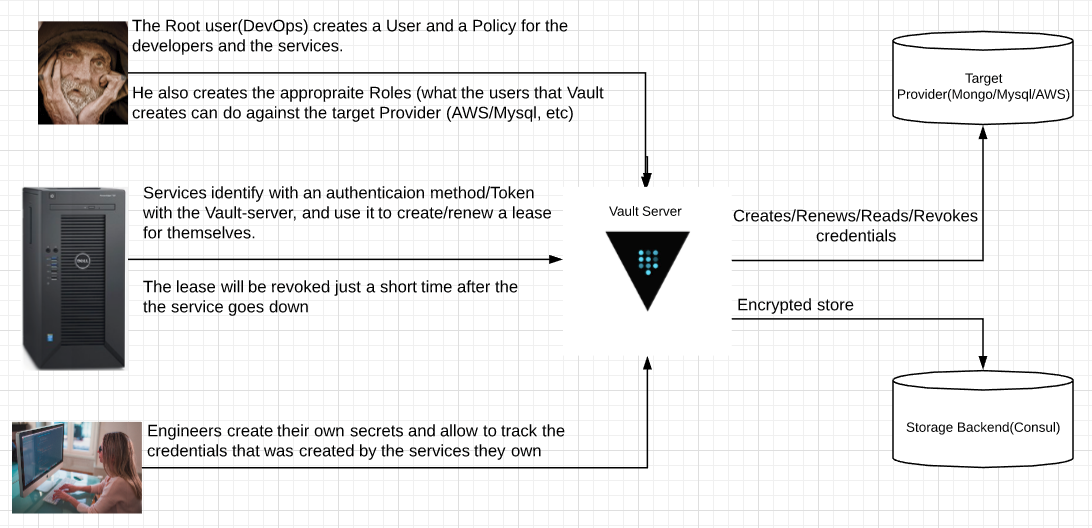 The Root user(DevOps) creates a User and a Policy for the
developers and the services.
He also creates the appropraite Roles (what the users that Vault
creates can do against the target Provider (AWS/Mysql, etc)
Target
Provider(Mongo/Mysql/AWS)
Services identify with an authenticaion method/Token
with the Vault-server, and use it to create/renew a lease
for themselves.
DELL
The lease will be revoked just a short time after the
the service goes down
Vault Server
Creates/Renews/Reads/Revokes
credentials
Encrypted store
Storage Backend(Consul)
Engineers create their own secrets and allow to track the
credentials that was created by the services they own